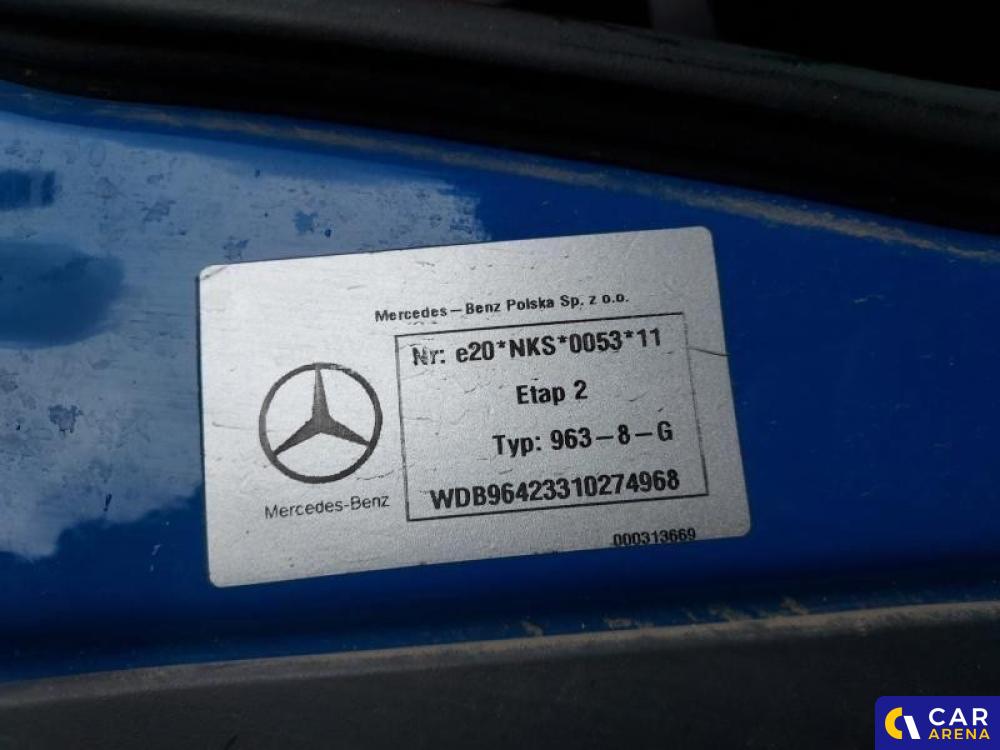 Mercedes-Benz Polska Sp. z o.o.
Nr: e20*NKS*0053*11
Etap 2
Typ: 963-8-G
WDB96423310274968
Mercedes-Benz
000313669
CAR
ARENA